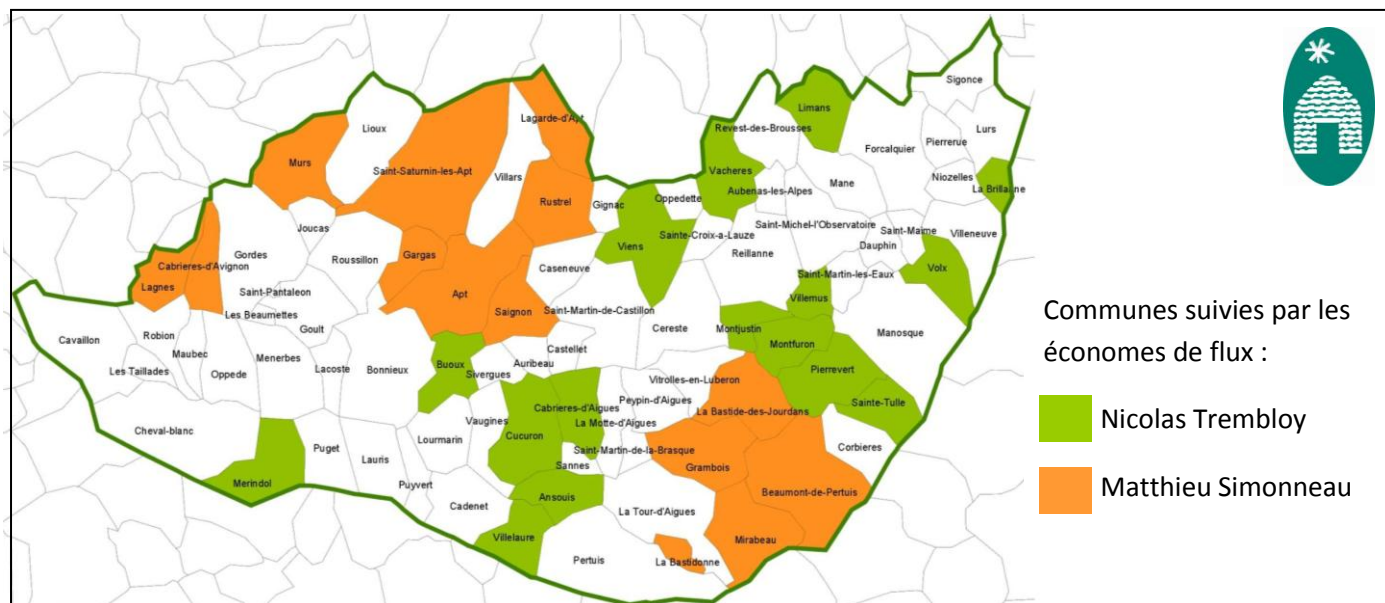 Sigonce
Limans
Lagarde-d'Apt
Lioux
Revest-des-Brousses
Lurs
Pierrerue
Forcalquier
Murs
Saint-Saturnin-les-Apt
Villars
Vacheres
Mane
Niozelles
Aubenas-les-Alpes
La Brillanne
Oppedette
Rustrel
Gignac
Joucas
Saint-Michel-l'Observatoire
Saint-Maime
Villeneuve
Sainte-Croix-a-Lauze
Viens
Dauphin
Gordes
Gargas
Reillanne
Roussillon
Cabrieres-d'Avignon
Caseneuve
Volx
Saint-Martin-les-Eaux
Lagnes
Saint-Pantaleon
Apt
Villemus
Saignon
Saint-Martin-de-Castillon
Les Beaumettes
Goult
Cereste
Montjustin
Manosque
Robion
Cavaillon
Montfuron
Maubec
Menerbes
Castellet
Auribeau
Buoux
Pierrevert
Les Taillades
Oppede
Lacoste
Bonnieux
Sivergues
Vitrolles-en-Luberon
Sainte-Tulle
Peypin-d'Aigues
Cabrieres-d'Aigues
La Bastide-des-Jourdans
Vaugines
La Motte-d'Aigues
Cheval-blanc
Cucuron
Lourmarin
Puget
Saint-Martin-de-la-Brasque
Corbieres
Lauris
Sannes
Grambois
Merindol
Puyvert
Ansouis
Beaumont-de-Pertuis
Cadenet
La Tour-d'Aigues
Villelaure
Mirabeau
Pertuis
La Bastidonne
Communes suivies par les
économes de flux :
Nicolas Trembloy
Matthieu Simonneau